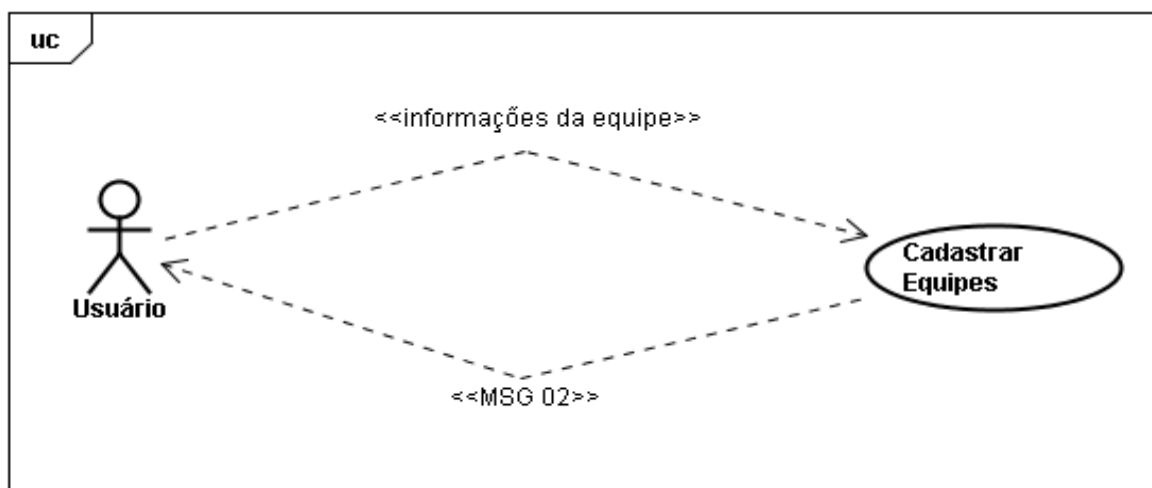 uc
<<informações da equipe>>
Cadastrar
Equipes
Usuário
<<MSG 02>>